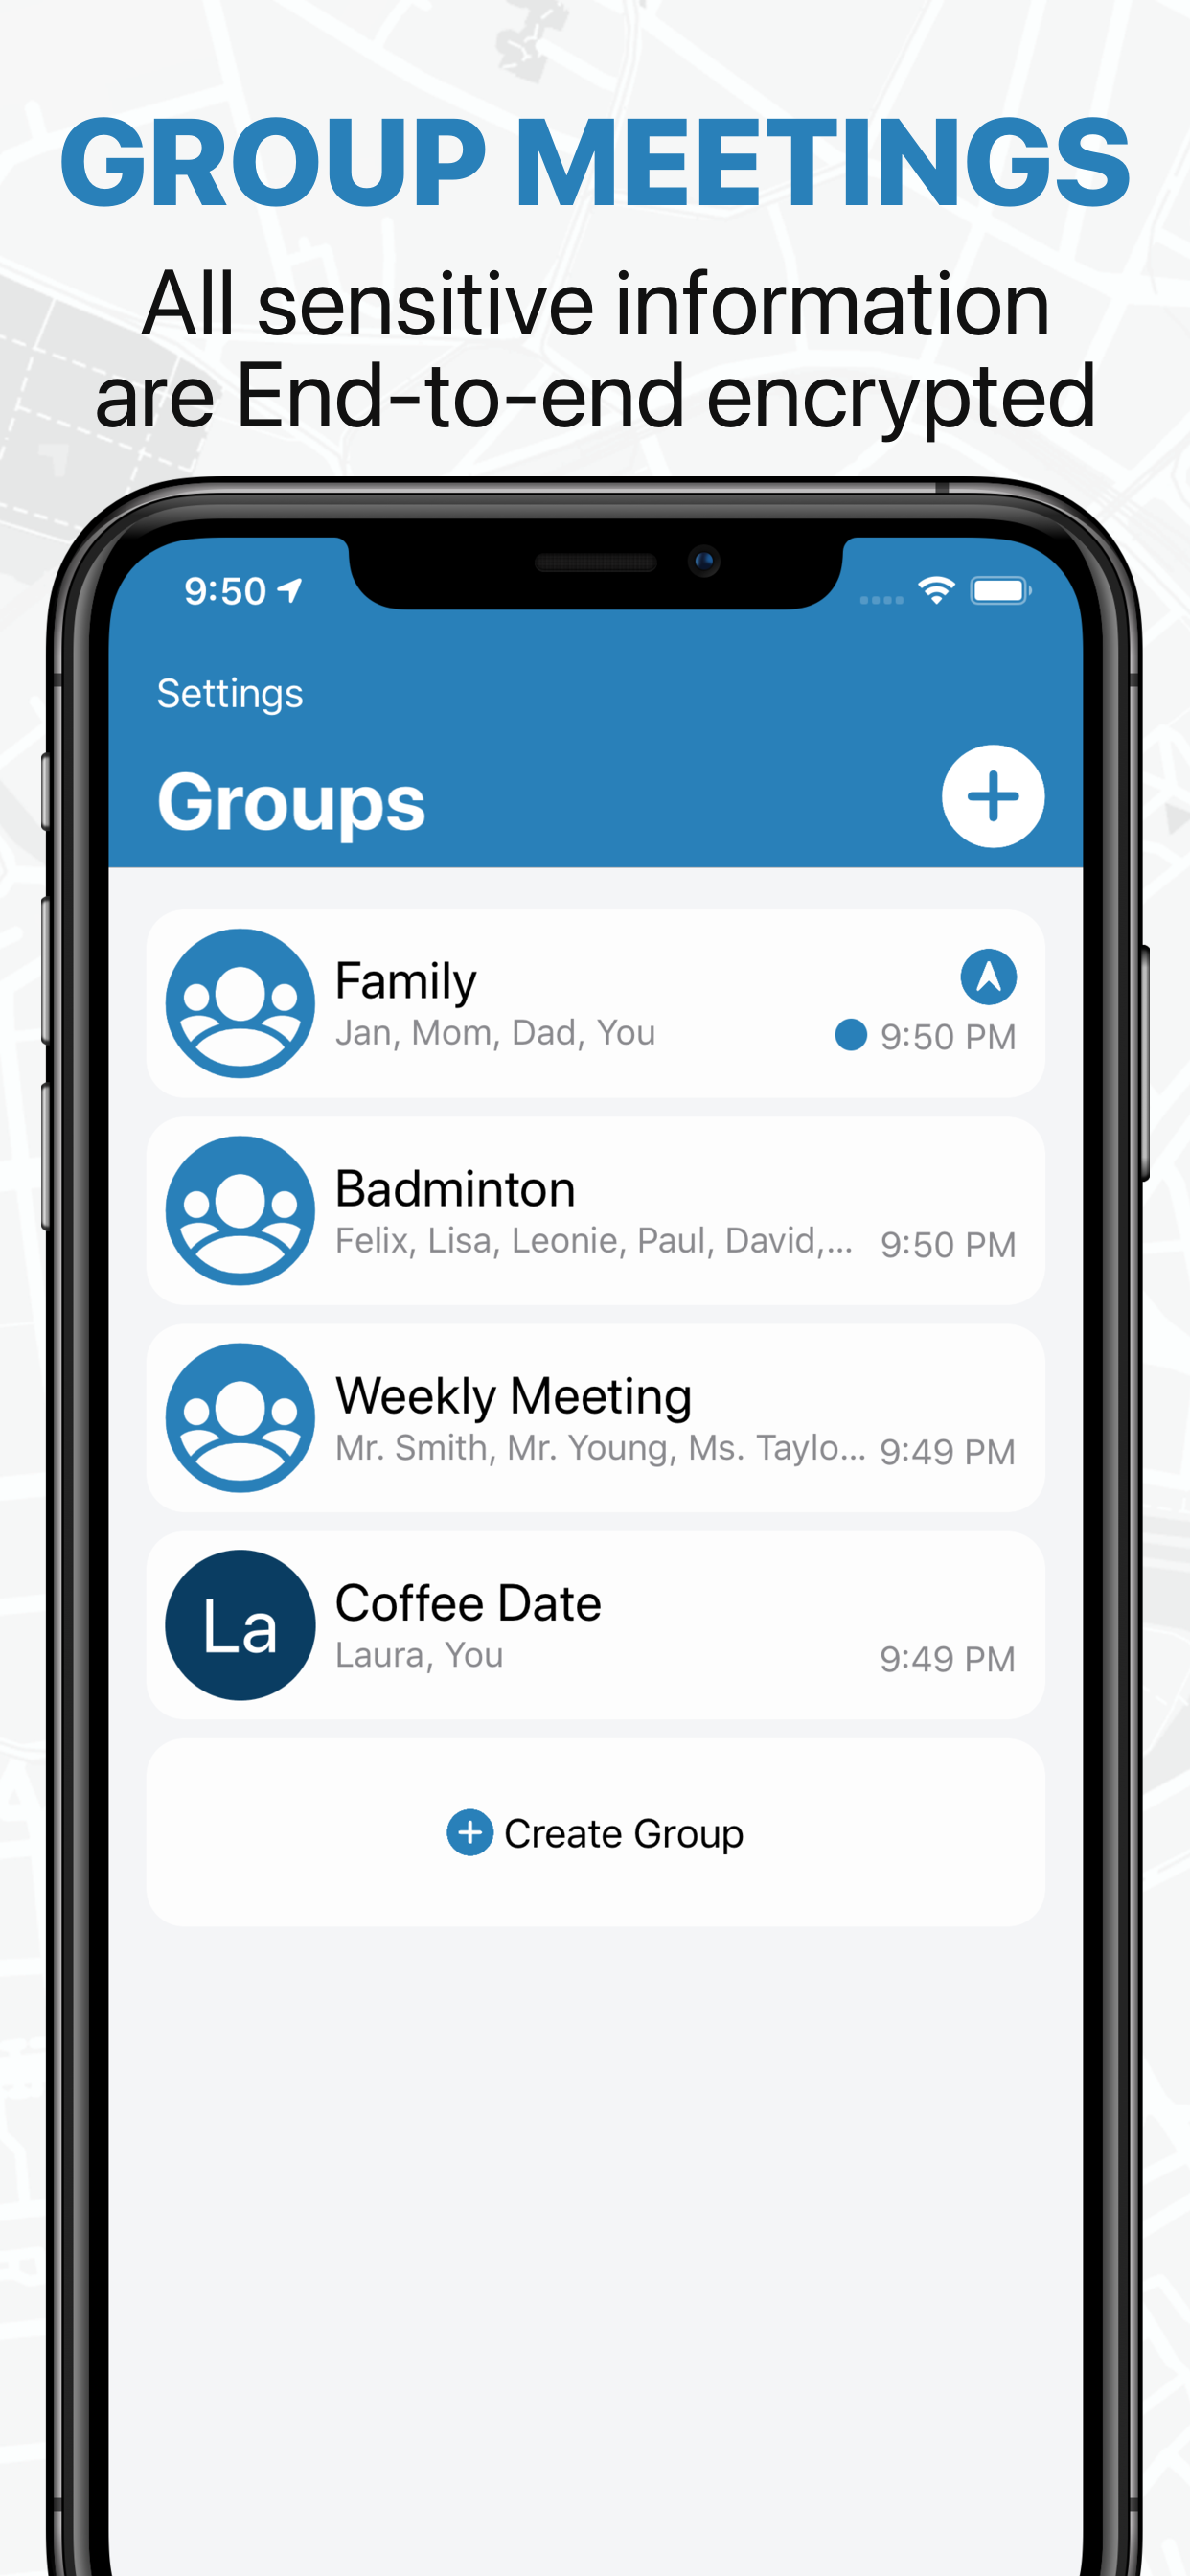 GROUP MEETINGS
All sensitive information
are End-to-end encrypted
9:50
Settings
Groups
Family
Jan, Mom, Dad, You
9:50 PM
Badminton
Felix, Lisa, Leonie, Paul, David,...
9:50 PM
Weekly Meeting
Mr. Smith, Mr. Young, Ms. Taylo...
9:49 PM
La
Coffee Date
Laura, You
9:49 PM
Create Group